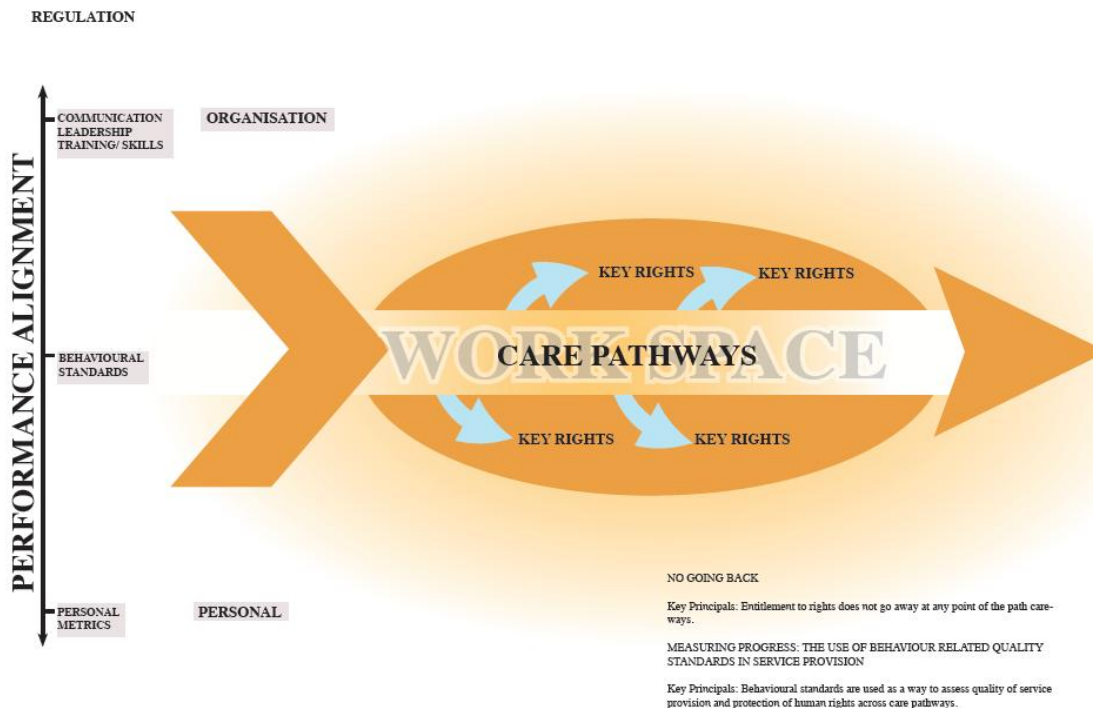 REGULATION
COMMUNICATION
LEADERSHIP
TRAINING/ SKILLS
ORGANISATION
PERFORMANCE ALIGNMENT
KEY RIGHTS
KEY RIGHTS
WORK SPACE
CARE PATHWAYS
BEHAVIOURAL
STANDARDS
KEY RIGHTS
KEY RIGHTS
PERSONAL
METRICS
PERSONAL
NO GOING BACK
Key Principals: Entitlement to rights does not go away at any point of the path care-
ways.
MEASURING PROGRESS: THE USE OF BEHAVIOUR RELATED QUALITY
STANDARDS IN SERVICE PROVISION
Key Principals: Behavioural standards are used as a way to assess quality of service
provision and protection of human rights across care pathways.